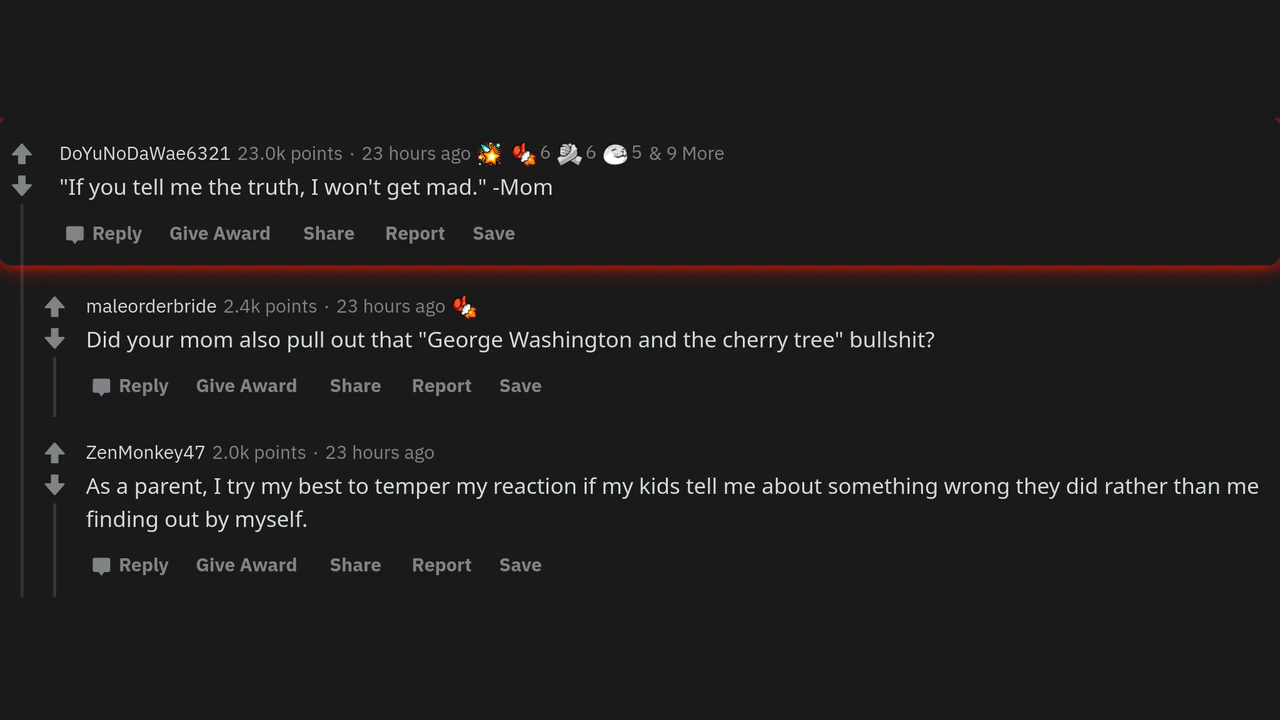 DoYuNoDaWae6321 23.0k points · 23 hours ago 6 6 5 & 9 More
"If you tell me the truth, I won't get mad." -Mom
Reply Give Award Share Report Save
maleorderbride 2.4k points · 23 hours ago
Did your mom also pull out that "George Washington and the cherry tree" bullshit?
Reply Give Award Share Report Save
ZenMonkey47 2.0k points · 23 hours ago
As a parent, I try my best to temper my reaction if my kids tell me about something wrong they did rather than me
finding out by myself.
Reply Give Award Share Report Save